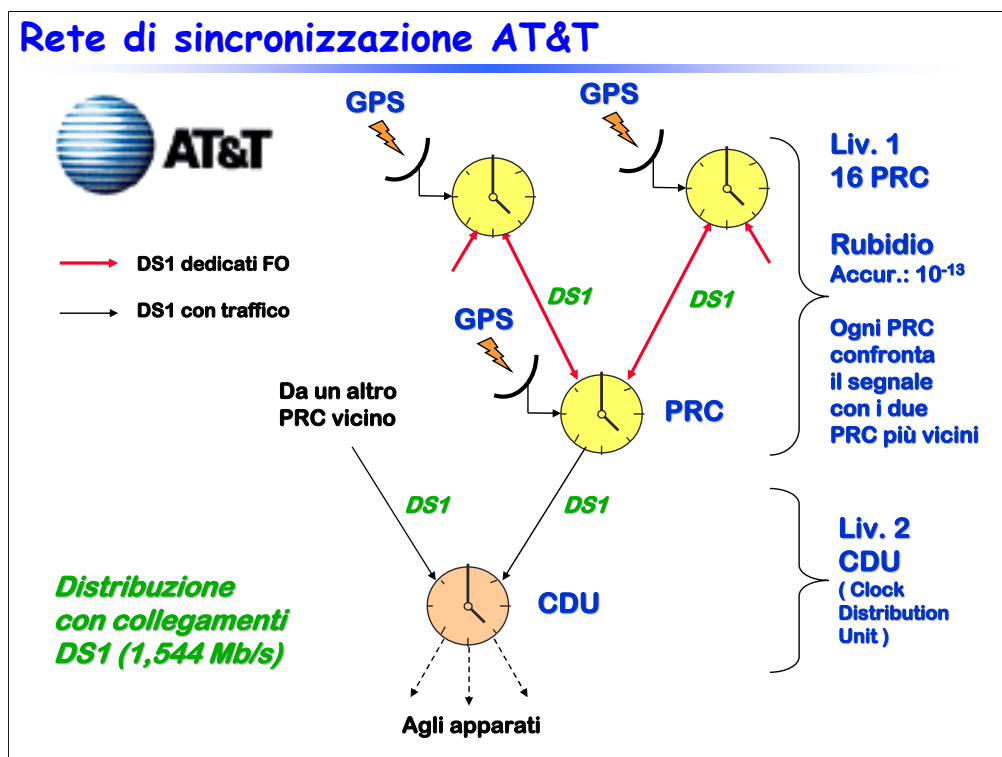 Rete di sincronizzazione AT&T
AT&T
GPS
GPS
DS1 dedicati FO
DS1 con traffico
DS1
DS1
GPS
PRC
Da un altro
PRC vicino
DS1
DS1
CDU
Agli apparati
Distribuzione
con collegamenti
DS1 (1,544 Mb/s)
Liv. 1
16 PRC
Rubidio
Accur.: 10⁻¹³
Ogni PRC
confronta
il segnale
con i due
PRC più vicini
Liv. 2
CDU
( Clock
Distribution
Unit )